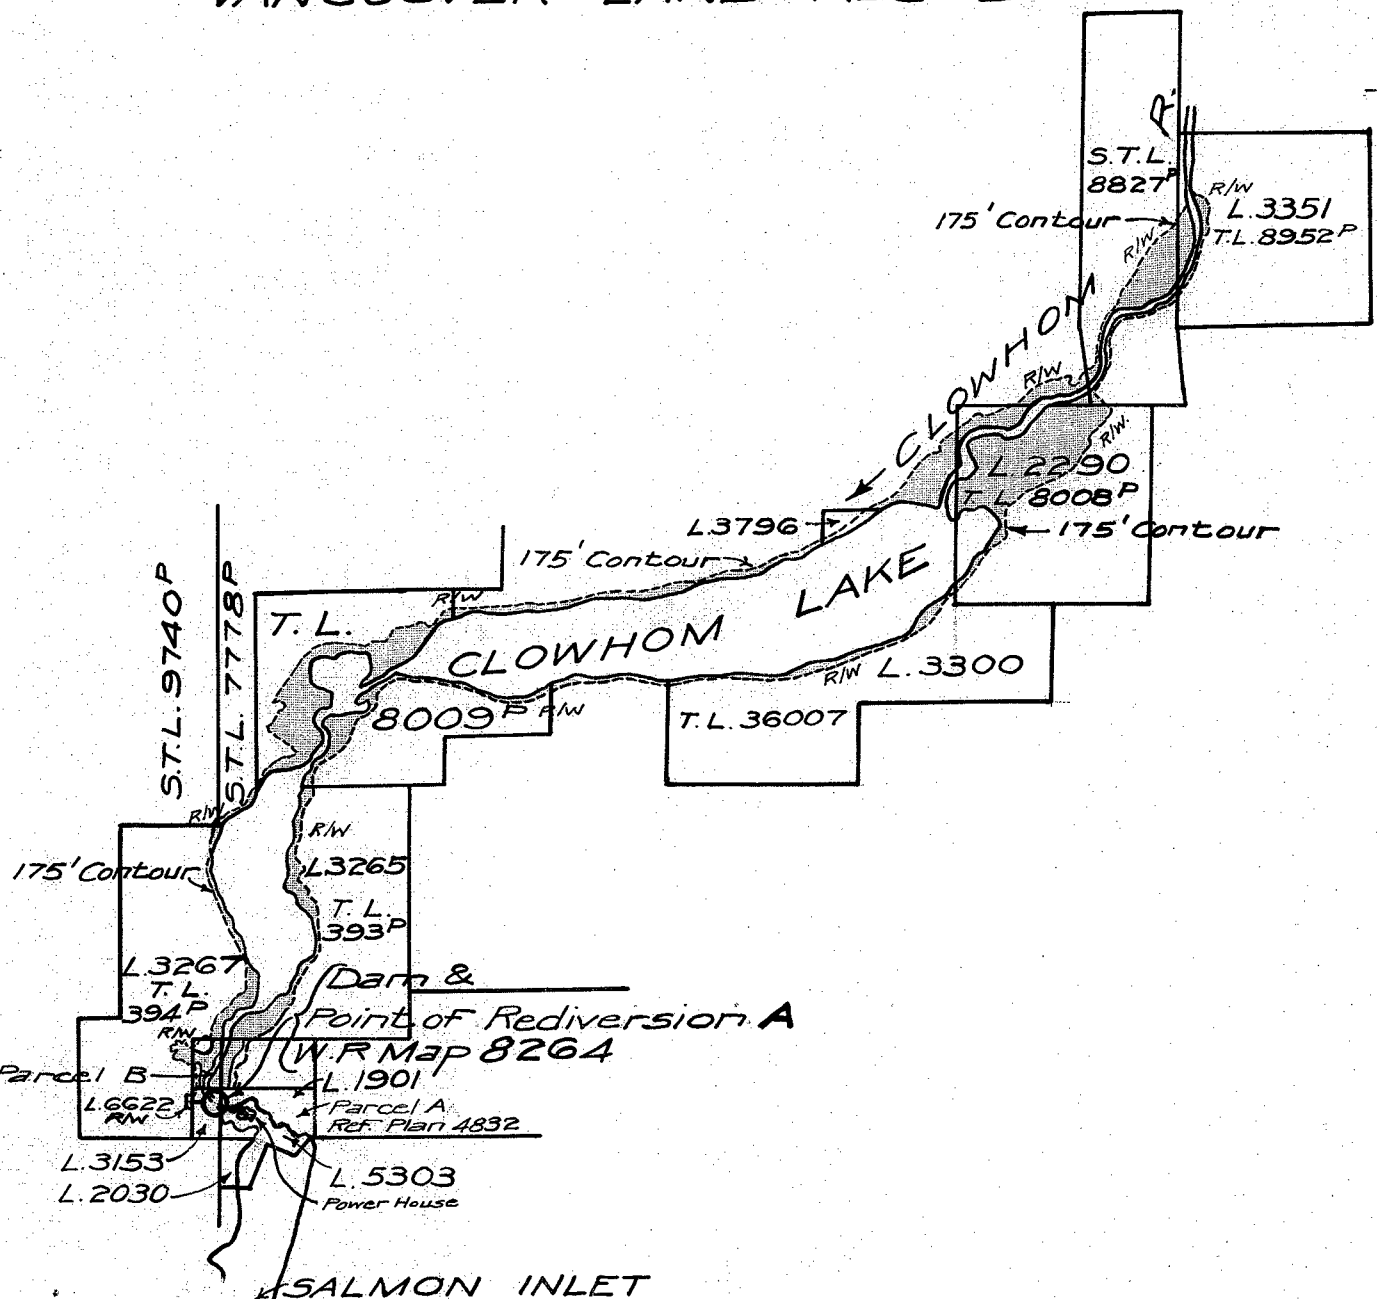 VANCOUVER LAND
R.
S.T.L.
8827P
R/W
L.3351
T.L.8952P
175' Contour
R/W
CLOWHOM
R/W
R/W
L.2290
T.L. 8008P
L.3796
175' Contour
175' Contour
LAKE
S.T.L. 9740P
S.T.L. 7778P
R/W
T. L.
CLOWHOM
R/W
L.3300
8009P
R/W
T.L. 36007
R/W
R/W
175' Contour
L3265
T. L.
393P
L.3267
T. L.
394P
Dam &
Point of Rediversion A
R/W
W.R Map 8264
Parcel B
L.1901
L.6622
R/W
Parcel A
Ref. Plan 4832
L.3153
L.5303
L.2030
Power House
SALMON INLET